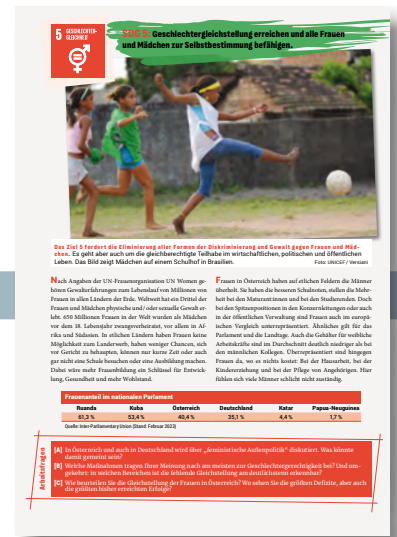 5 GESCHLECHTER-
GLEICHHEIT
SDG 5: Geschlechtergleichstellung erreichen und alle Frauen
und Mädchen zur Selbstbestimmung befähigen.
Das Ziel 5 fordert die Eliminierung aller Formen der Diskriminierung und Gewalt gegen Frauen und Mäd-
chen. Es geht aber auch um die gleichberechtigte Teilhabe im wirtschaftlichen, politischen und öffentlichen
Leben. Das Bild zeigt Mädchen auf einem Schulhof in Brasilien.
Foto: UNICEF / Versiani
Nach Angaben der UN-Frauenorganisation UN Women ge-
hören Gewalterfahrungen zum Lebenslauf von Millionen von
Frauen in allen Ländern der Erde. Weltweit hat ein Drittel der
Frauen und Mädchen physische und / oder sexuelle Gewalt er-
lebt. 650 Millionen Frauen in der Welt wurden als Mädchen
vor dem 18. Lebensjahr zwangsverheiratet, vor allem in Af-
rika und Südasien. In etlichen Ländern haben Frauen keine
Möglichkeit zum Landerwerb, haben weniger Chancen, sich
vor Gericht zu behaupten, können nur kurze Zeit oder auch
gar nicht eine Schule besuchen oder eine Ausbildung machen.
Dabei wäre mehr Frauenbildung ein Schlüssel für Entwick-
lung, Gesundheit und mehr Wohlstand.
Frauen in Österreich haben auf etlichen Feldern die Männer
überholt. Sie haben die besseren Schulnoten, stellen die Mehr-
heit bei den Maturant:innen und bei den Studierenden. Doch
bei den Spitzenpositionen in den Konzernleitungen oder auch
in der öffentlichen Verwaltung sind Frauen auch im europä-
ischen Vergleich unterrepräsentiert. Ähnliches gilt für das
Parlament und die Landtage. Auch die Gehälter für weibliche
Arbeitskräfte sind im Durchschnitt deutlich niedriger als bei
den männlichen Kollegen. Überrepräsentiert sind hingegen
Frauen da, wo es nichts kostet: Bei der Hausarbeit, bei der
Kindererziehung und bei der Pflege von Angehörigen. Hier
fühlen sich viele Männer schlicht nicht zuständig.
Frauenanteil im nationalen Parlament
Ruanda Kuba Österreich Deutschland Katar Papua-Neuguinea
61,3 % 53,4 % 40,4 % 35,1 % 4,4 % 1,7 %
Quelle: Inter-Parlamentary Union (Stand: Februar 2023)
Arbeitsfragen
[A] In Österreich und auch in Deutschland wird über „feministische Außenpolitik“ diskutiert. Was könnte
damit gemeint sein?
[B] Welche Maßnahmen tragen Ihrer Meinung nach am meisten zur Geschlechtergerechtigkeit bei? Und um-
gekehrt: in welchen Bereichen ist die fehlende Gleichstellung am deutlichsten erkennbar?
[C] Wie beurteilen Sie die Gleichstellung der Frauen in Österreich? Wo sehen Sie die größten Defizite, aber auch
die größten bisher erreichten Erfolge?